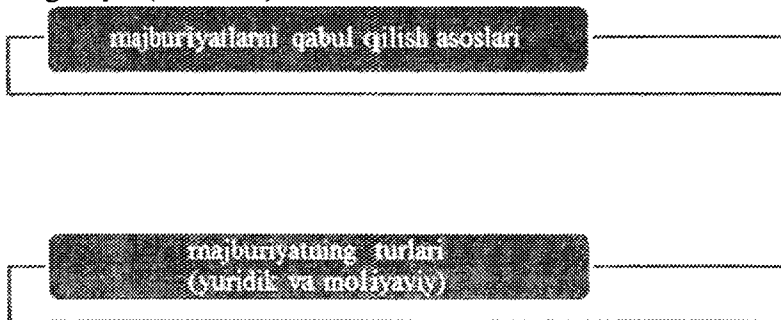 majburiyatlarni qabul qilish asoslari
majburiyatning turlari
(yuridik va moliyaviy)